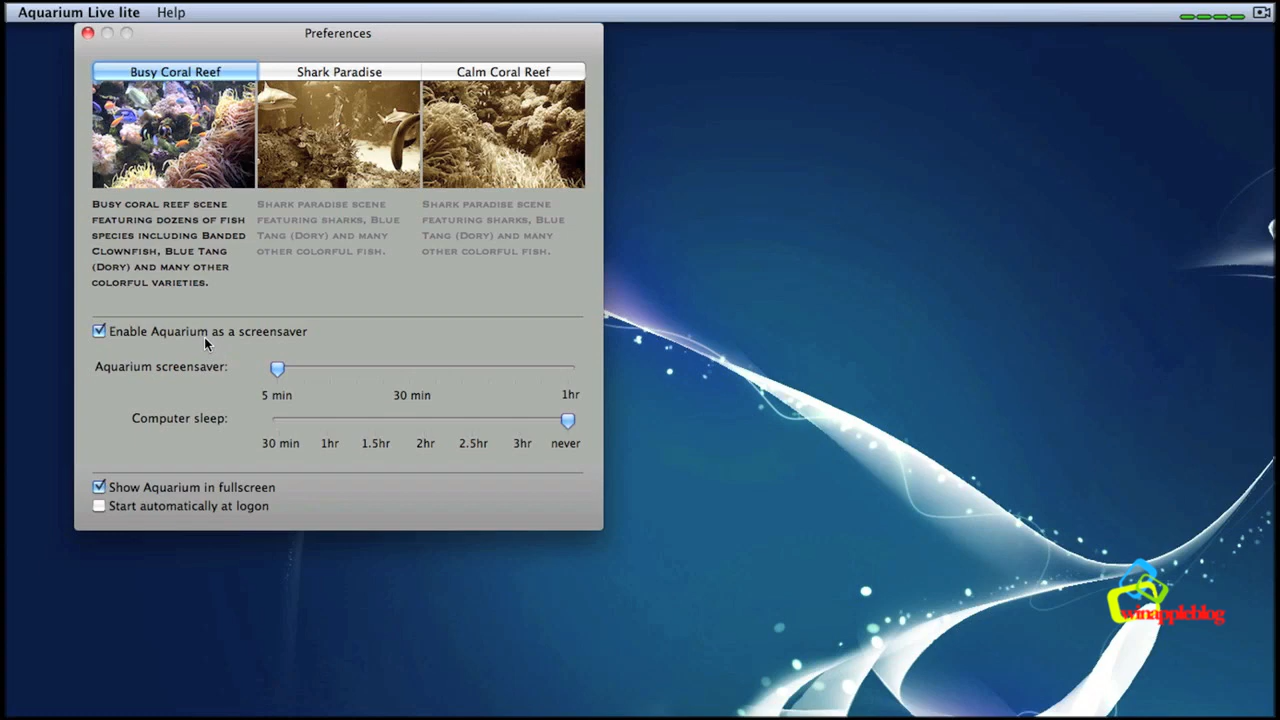 Aquarium Live lite Help
Preferences
Busy Coral Reef Shark Paradise Calm Coral Reef
BUSY CORAL REEF SCENE
FEATURING DOZENS OF FISH
SPECIES INCLUDING BANDED
CLOWNFISH, BLUE TANG
(DORY) AND MANY OTHER
COLORFUL VARIETIES.
SHARK PARADISE SCENE
FEATURING SHARKS, BLUE
TANG (DORY) AND MANY
OTHER COLORFUL FISH.
SHARK PARADISE SCENE
FEATURING SHARKS, BLUE
TANG (DORY) AND MANY
OTHER COLORFUL FISH.
Enable Aquarium as a screensaver
Aquarium screensaver:
5 min 30 min 1hr
Computer sleep:
30 min 1hr 1.5hr 2hr 2.5hr 3hr never
Show Aquarium in fullscreen
Start automatically at logon
winappleblog